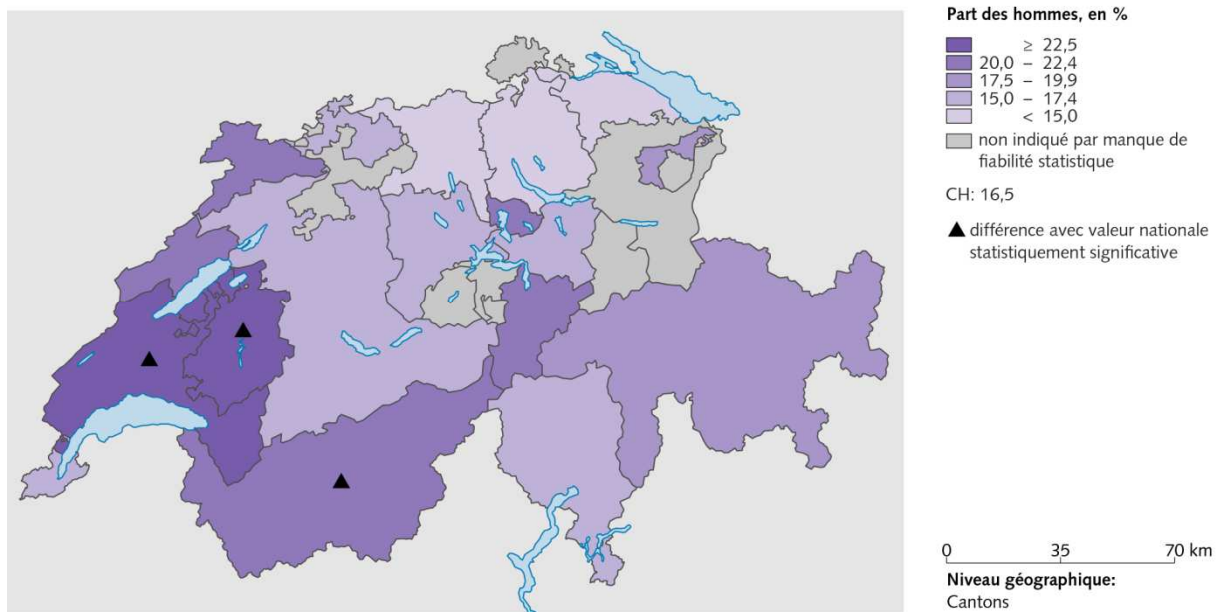 Part des hommes, en %
≥ 22,5
20,0 – 22,4
17,5 – 19,9
15,0 – 17,4
< 15,0
non indiqué par manque de
fiabilité statistique
CH: 16,5
▲ différence avec valeur nationale
statistiquement significative
0 35 70 km
Niveau géographique:
Cantons